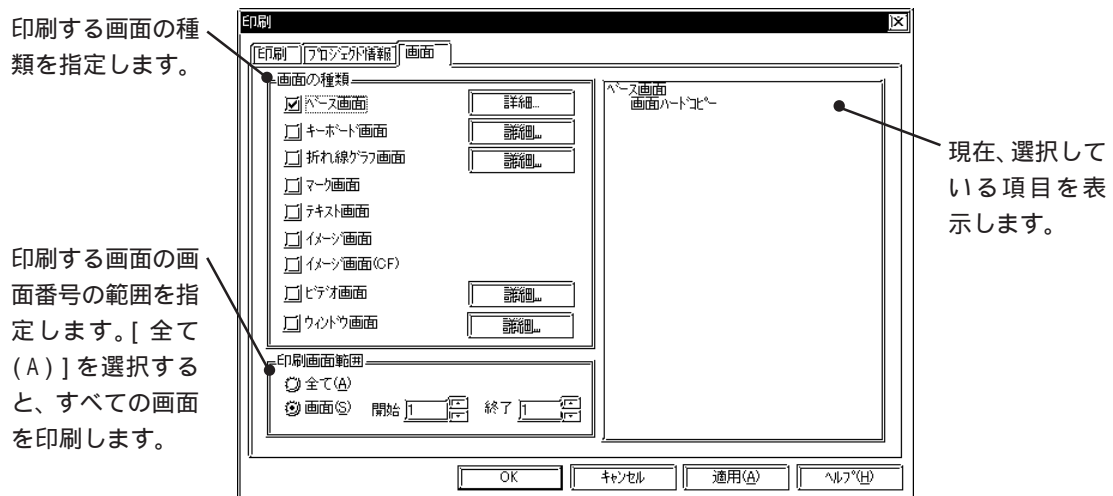 印刷する画面の種
類を指定します。
印刷する画面の画
面番号の範囲を指
定します。[ 全て
(A) ]を選択する
と、すべての画面
を印刷します。
印刷
印刷 プロジェクト情報 画面
画面の種類
ベース画面 詳細...
キーボード画面 詳細...
折れ線グラフ画面 詳細...
マーク画面
テキスト画面
イメージ画面
イメージ画面(CF)
ビデオ画面 詳細...
ウィンドウ画面 詳細...
印刷画面範囲
全て(A)
画面(S) 開始 1 終了 1
ベース画面
画面ハードコピー
OK キャンセル 適用(A) ヘルプ(H)
現在、選択して
いる項目を表
示します。